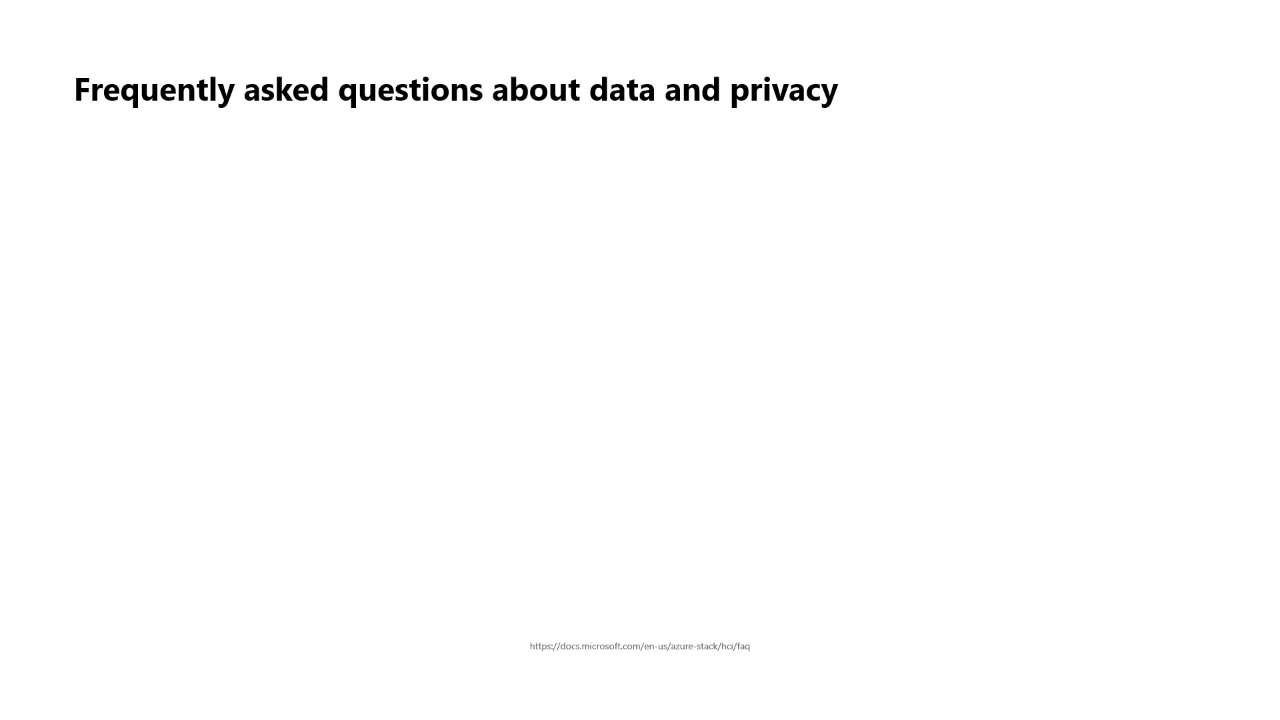 Frequently asked questions about data and privacy
https://docs.microsoft.com/en-us/azure-stack/hci/faq